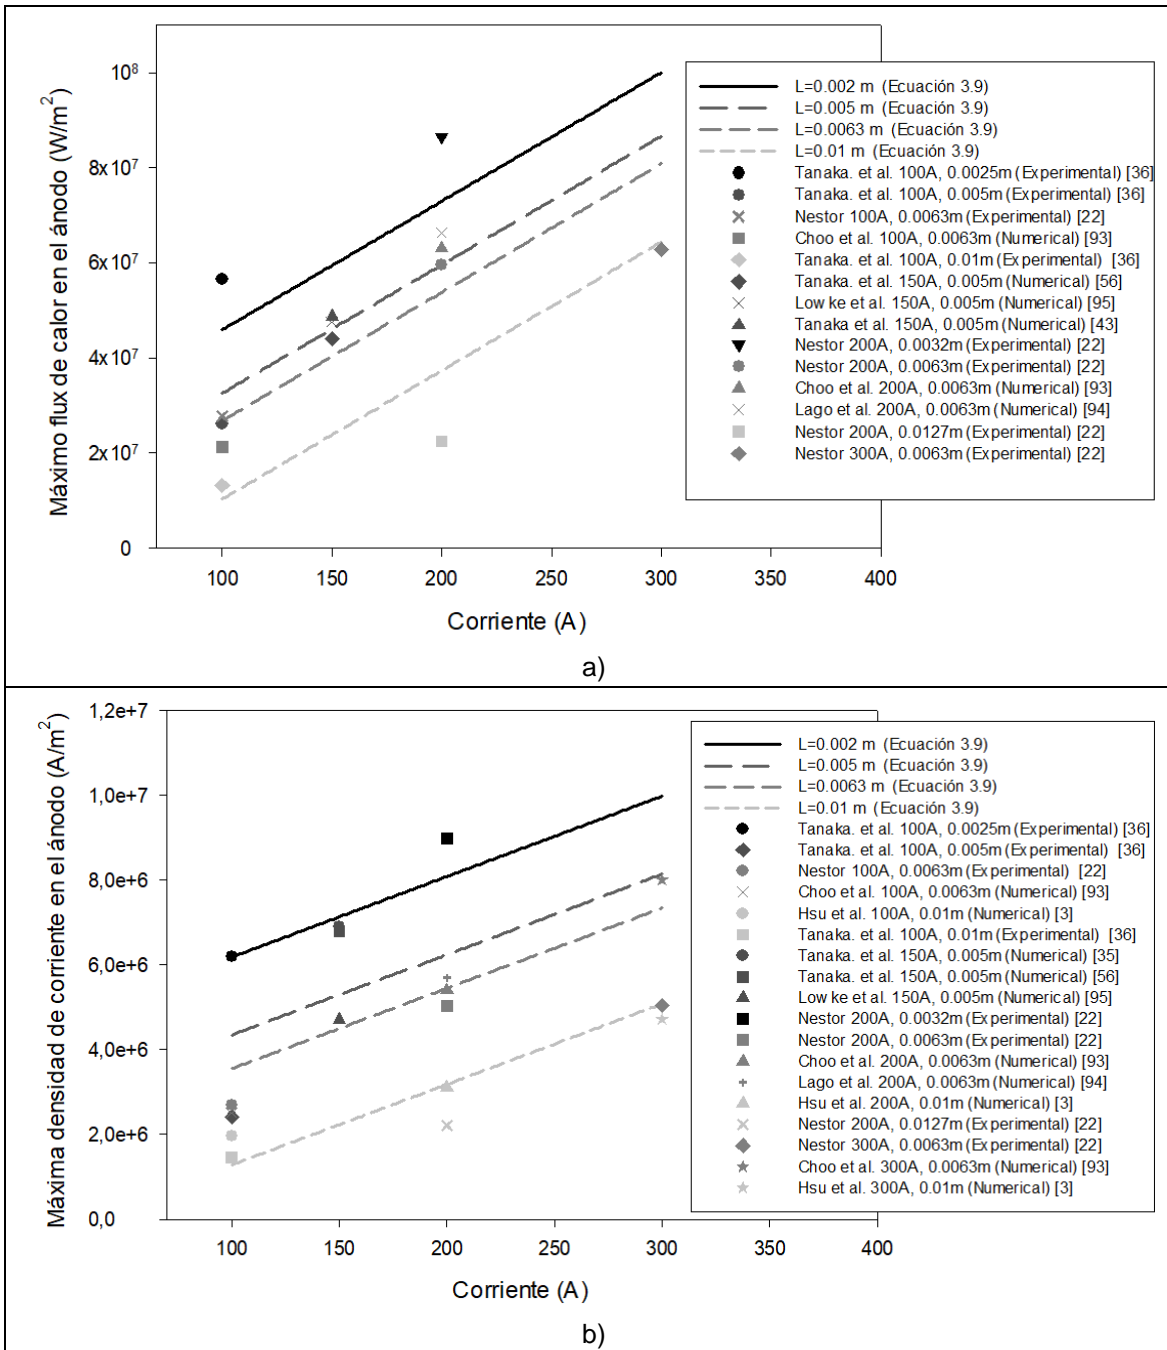 Máximo flux de calor en el ánodo (W/m²)
10⁸
8x 10⁷
6x 10⁷
4x 10⁷
2x 10⁷
0
100 150 200 250 300 350 400
Corriente (A)
L=0.002 m (Ecuación 3.9)
L=0.005 m (Ecuación 3.9)
L=0.0063 m (Ecuación 3.9)
L=0.01 m (Ecuación 3.9)
Tanaka. et al. 100A, 0.0025m (Experimental) [36]
Tanaka. et al. 100A, 0.005m (Experimental) [36]
Nestor 100A, 0.0063m (Experimental) [22]
Choo et al. 100A, 0.0063m (Numerical) [93]
Tanaka et al. 100A, 0.01m (Experimental) [36]
Tanaka et al. 150A, 0.005m (Numerical) [56]
Lowke et al. 150A, 0.005m (Numerical) [95]
Tanaka et al. 150A, 0.005m (Numerical) [43]
Nestor 200A, 0.0032m (Experimental) [22]
Nestor 200A, 0.0063m (Experimental) [22]
Choo et al. 200A, 0.0063m (Numerical) [93]
Lago et al. 200A, 0.0063m (Numerical) [94]
Nestor 200A, 0.0127m (Experimental) [22]
Nestor 300A, 0.0063m (Experimental) [22]
a)
Máxima densidad de corriente en el ánodo (A/m²)
1,2e+7
1,0e+7
8,0e+6
6,0e+6
4,0e+6
2,0e+6
0,0
100 150 200 250 300 350 400
Corriente (A)
L=0.002 m (Ecuación 3.9)
L=0.005 m (Ecuación 3.9)
L=0.0063 m (Ecuación 3.9)
L=0.01 m (Ecuación 3.9)
Tanaka. et al. 100A, 0.0025m (Experimental) [36]
Tanaka. et al. 100A, 0.005m (Experimental) [36]
Nestor 100A, 0.0063m (Experimental) [22]
Choo et al. 100A, 0.0063m (Numerical) [93]
Hsu et al. 100A, 0.01m (Numerical) [3]
Tanaka. et al. 100A, 0.01m (Experimental) [36]
Tanaka. et al. 150A, 0.005m (Numerical) [35]
Tanaka. et al. 150A, 0.005m (Numerical) [56]
Lowke et al. 150A, 0.005m (Numerical) [95]
Nestor 200A, 0.0032m (Experimental) [22]
Nestor 200A, 0.0063m (Experimental) [22]
Choo et al. 200A, 0.0063m (Numerical) [93]
Lago et al. 200A, 0.0063m (Numerical) [94]
Hsu et al. 200A, 0.01m (Numerical) [3]
Nestor 200A, 0.0127m (Experimental) [22]
Nestor 300A, 0.0063m (Experimental) [22]
Choo et al. 300A, 0.0063m (Numerical) [93]
Hsu et al. 300A, 0.01m (Numerical) [3]
b)